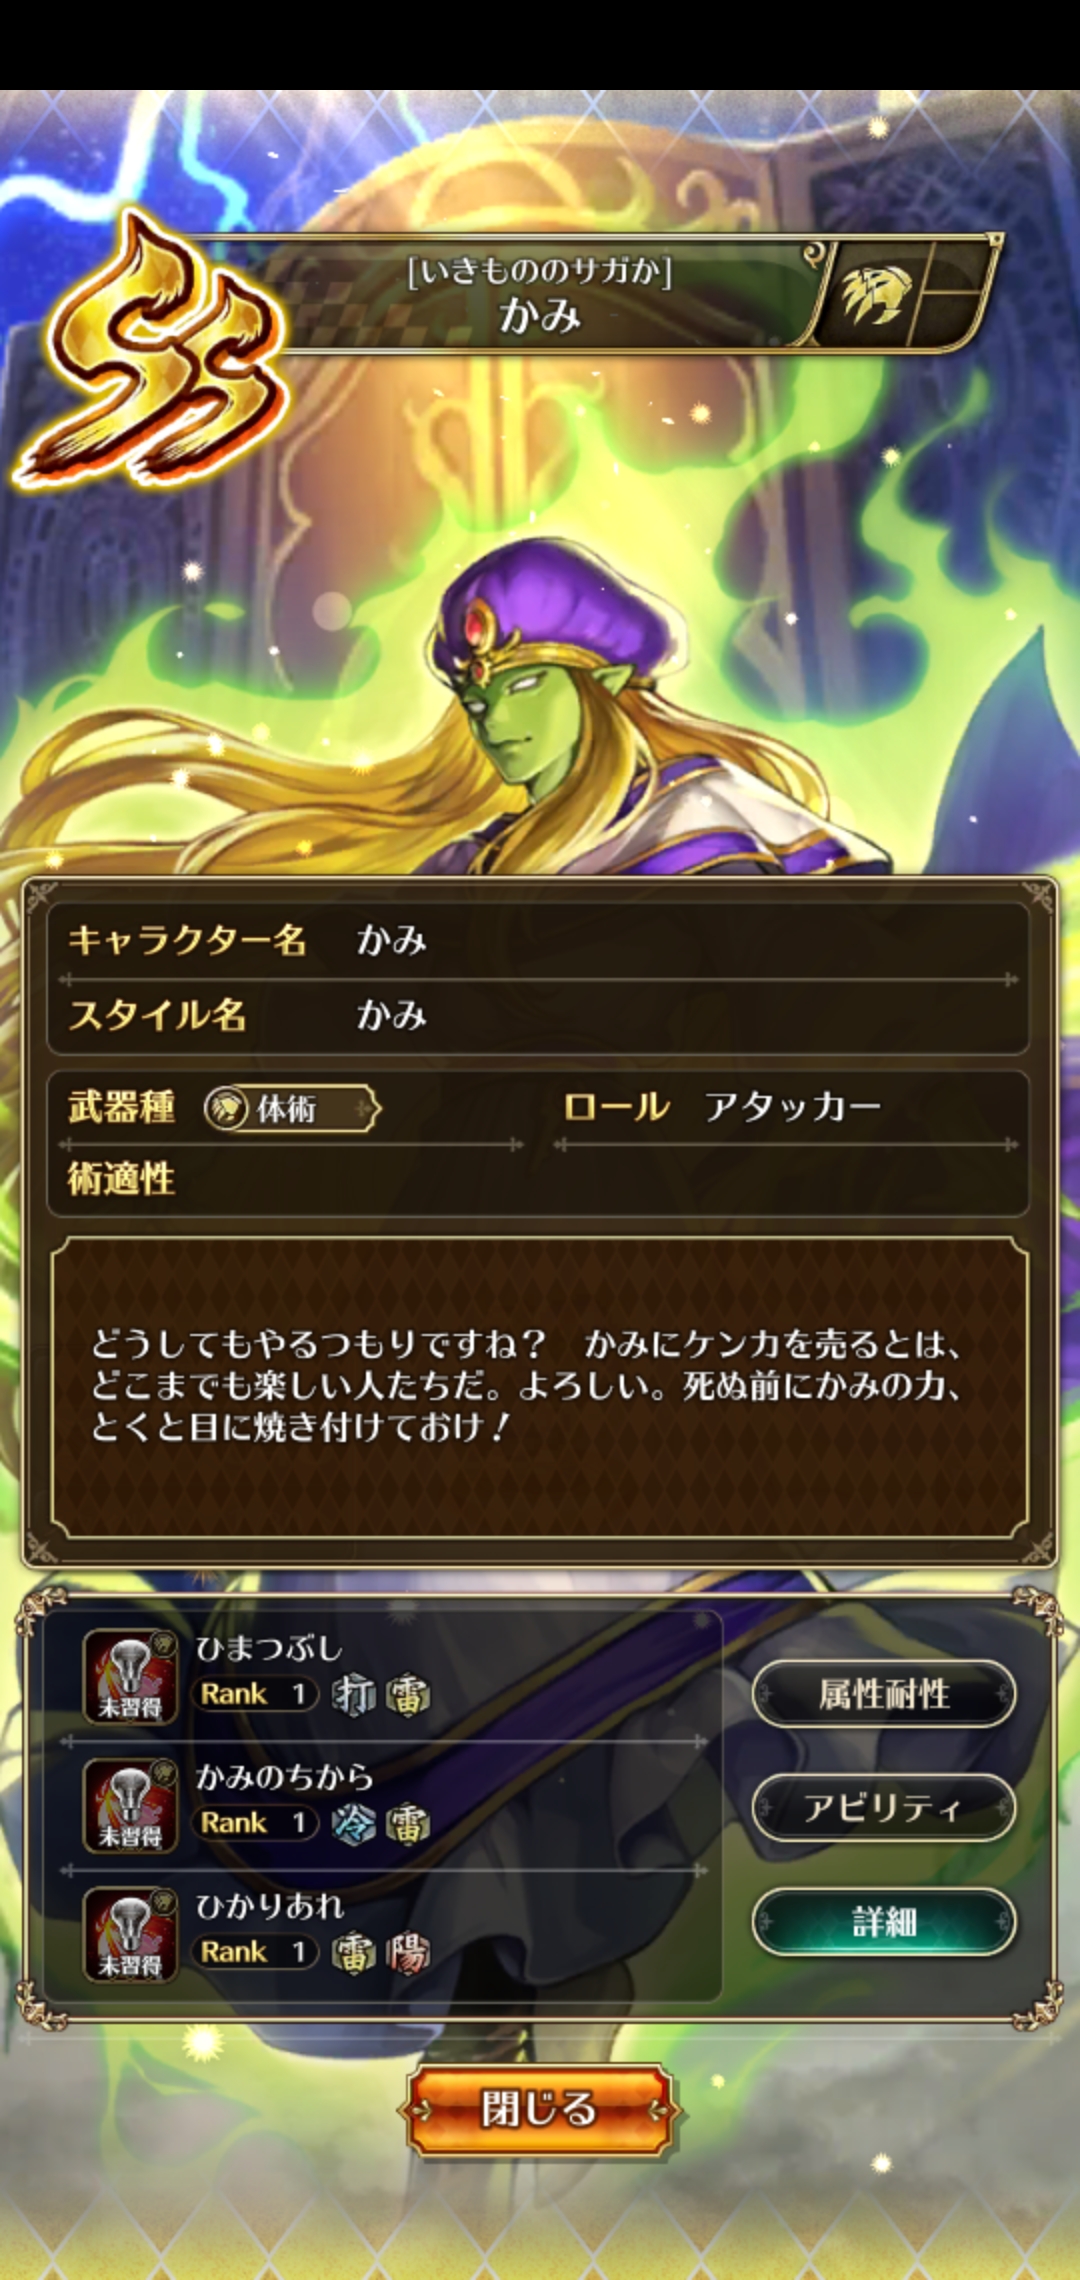 SS
[いきもののサガか]
かみ
キャラクター名 かみ
スタイル名 かみ
武器種 体術 ロール アタッカー
術適性
どうしてもやるつもりですね？　かみにケンカを売るとは、
どこまでも楽しい人たちだ。よろしい。死ぬ前にかみの力、
とくと目に焼き付けておけ！
ひまつぶし
未習得 Rank 1 打 雷
属性耐性
かみのちから
未習得 Rank 1 冷 雷
アビリティ
ひかりあれ
未習得 Rank 1 雷 陽
詳細
閉じる